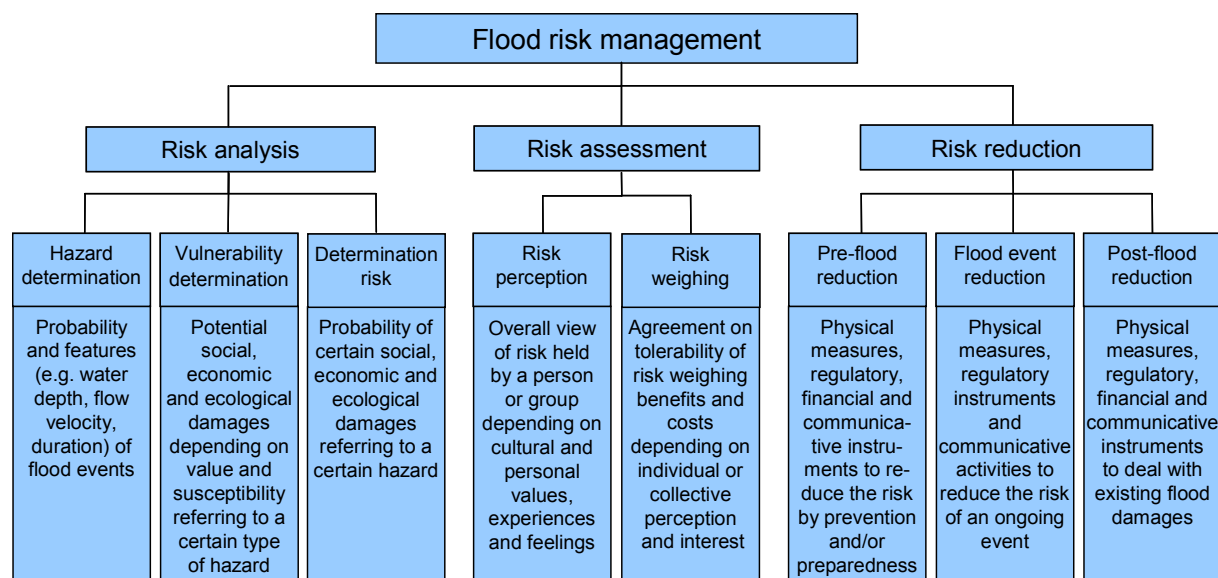 Flood risk management
Risk analysis
Risk assessment
Risk reduction
Hazard
determination
Probability
and features
(e.g. water
depth, flow
velocity,
duration) of
flood events
Vulnerability
determination
Potential
social,
economic
and ecological
damages
depending on
value and
susceptibility
referring to a
certain type
of hazard
Determination
risk
Probability of
certain social,
economic and
ecological
damages
referring to a
certain hazard
Risk
perception
Overall view
of risk held
by a person
or group
depending on
cultural and
personal
values,
experiences
and feelings
Risk
weighing
Agreement on
tolerability of
risk weighing
benefits and
costs
depending on
individual or
collective
perception
and interest
Pre-flood
reduction
Physical
measures,
regulatory,
financial and
communica-
tive instru-
ments to re-
duce the risk
by prevention
and/or
preparedness
Flood event
reduction
Physical
measures,
regulatory
instruments
and
communicative
activities to
reduce the risk
of an ongoing
event
Post-flood
reduction
Physical
measures,
regulatory,
financial and
communicative
instruments
to deal with
existing flood
damages